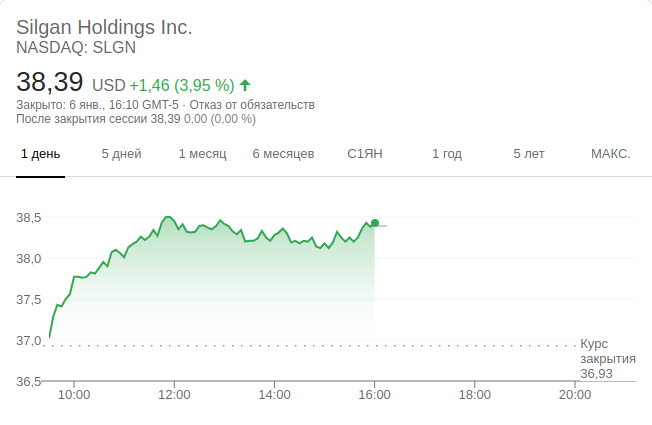 Silgan Holdings Inc.
NASDAQ: SLGN
38,39 USD +1,46 (3,95 %)
Закрыто: 6 янв., 16:10 GMT-5 · Отказ от обязательств
После закрытия сессии 38,39 0,00 (0,00 %)
1 день 5 дней 1 месяц 6 месяцев С1ЯН 1 год 5 лет МАКС.
38,5
38,0
37,5
37,0
Курс
закрытия
36,93
36,5
10:00 12:00 14:00 16:00 18:00 20:00